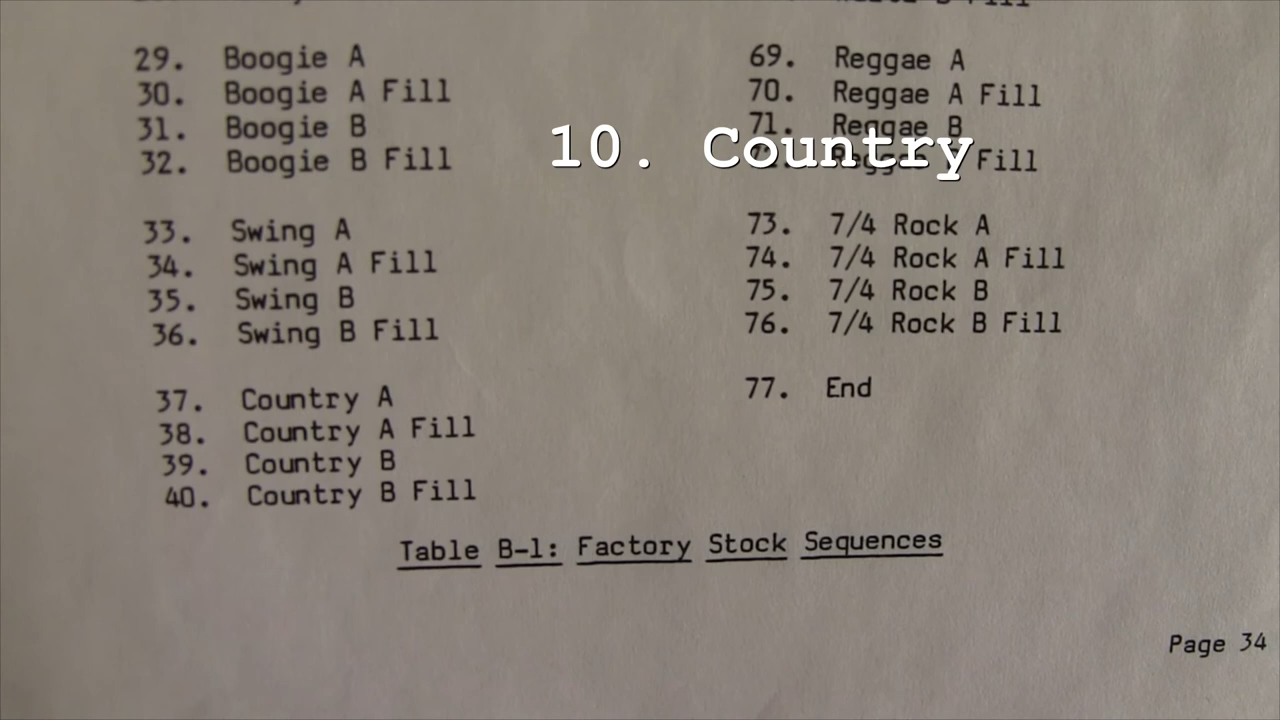 29. Boogie A
30. Boogie A Fill
31. Boogie B
32. Boogie B Fill
33. Swing A
34. Swing A Fill
35. Swing B
36. Swing B Fill
37. Country A
38. Country A Fill
39. Country B
40. Country B Fill
10. Country
Fill
69. Reggae A
70. Reggae A Fill
71. Reggae B
Reggae B Fill
73. 7/4 Rock A
74. 7/4 Rock A Fill
75. 7/4 Rock B
76. 7/4 Rock B Fill
77. End
Table B-1: Factory Stock Sequences
Page 34